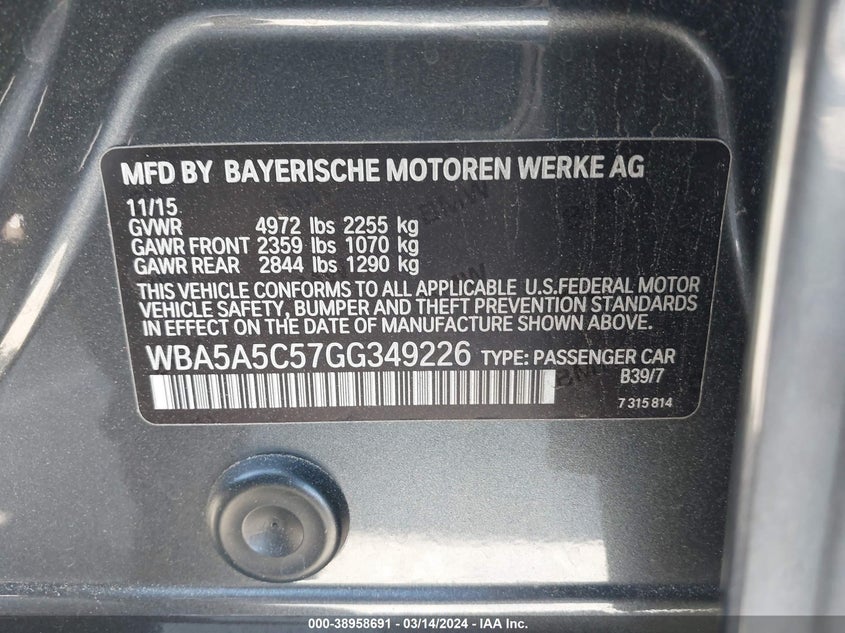 MFD BY BAYERISCHE MOTOREN WERKE AG
11/15
GVWR 4972 lbs 2255 kg
GAWR FRONT 2359 lbs 1070 kg
GAWR REAR 2844 lbs 1290 kg
THIS VEHICLE CONFORMS TO ALL APPLICABLE U.S.FEDERAL MOTOR
VEHICLE SAFETY, BUMPER AND THEFT PREVENTION STANDARDS
IN EFFECT ON THE DATE OF MANUFACTURE SHOWN ABOVE.
WBA5A5C57GG349226 TYPE: PASSENGER CAR
B39/7
7 315 814
000-38958691 — 03/14/2024 — IAA Inc.